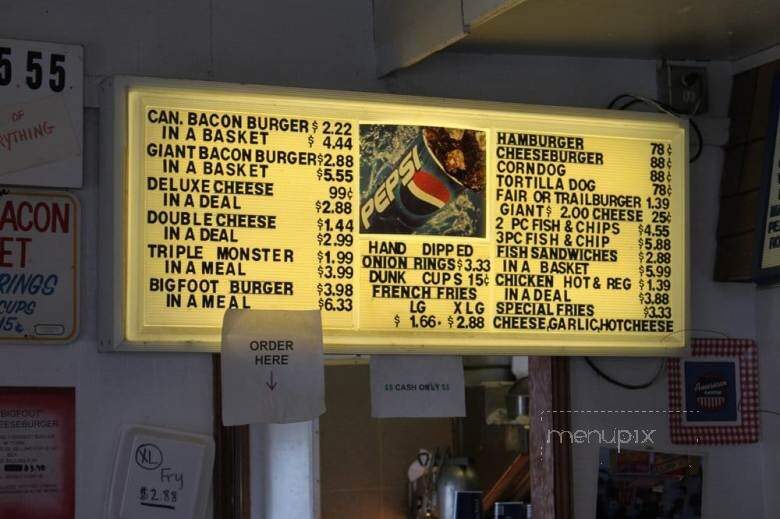 5 55
OF
YTHING
ACON
ET
RINGS
CUPS
15¢
CAN. BACON BURGER $ 2.22
IN A BASKET $ 4.44
GIANT BACON BURGER $2.88
IN A BASKET $5.55
DELUXE CHEESE 99¢
IN A DEAL $2.88
DOUBLE CHEESE $1.44
IN A DEAL $2.99
TRIPLE MONSTER $1.99
IN A MEAL $3.99
BIGFOOT BURGER $3.98
IN A MEAL $6.33
PEPSI
HAND DIPPED
ONION RINGS $3.33
DUNK CUPS 15¢
FRENCH FRIES
LG XLG
$ 1.66 $2.88
HAMBURGER 78¢
CHEESEBURGER 88¢
CORNDOG 88¢
TORTILLA DOG 78¢
FAIR OR TRAILBURGER 1.39
GIANT $ 2.00 CHEESE 25¢
2 PC FISH & CHIPS $4.55
3PC FISH & CHIP $5.88
FISH SANDWICHES $2.88
IN A BASKET $5.99
CHICKEN HOT & REG $1.39
IN A DEAL $3.88
SPECIAL FRIES $3.33
CHEESE,GARLIC,HOTCHEESE
ORDER
HERE
$$ CASH ONLY $$
"BIGFOOT"
EESEBURGER
XL
Fry
$2.88
American
menupix